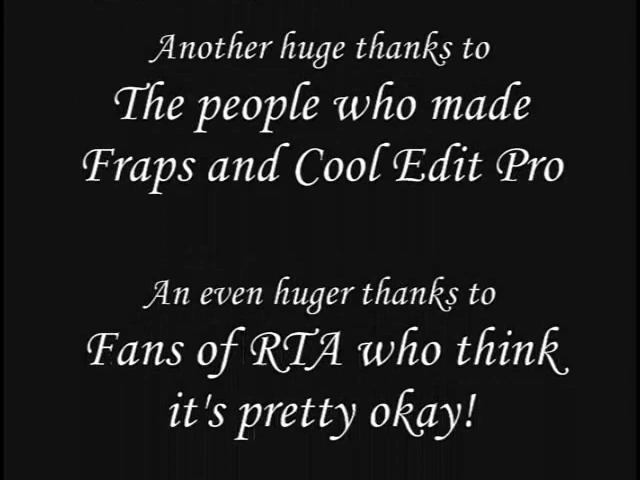 Another huge thanks to
The people who made
Fraps and Cool Edit Pro
An even huger thanks to
Fans of RTA who think
it's pretty okay!